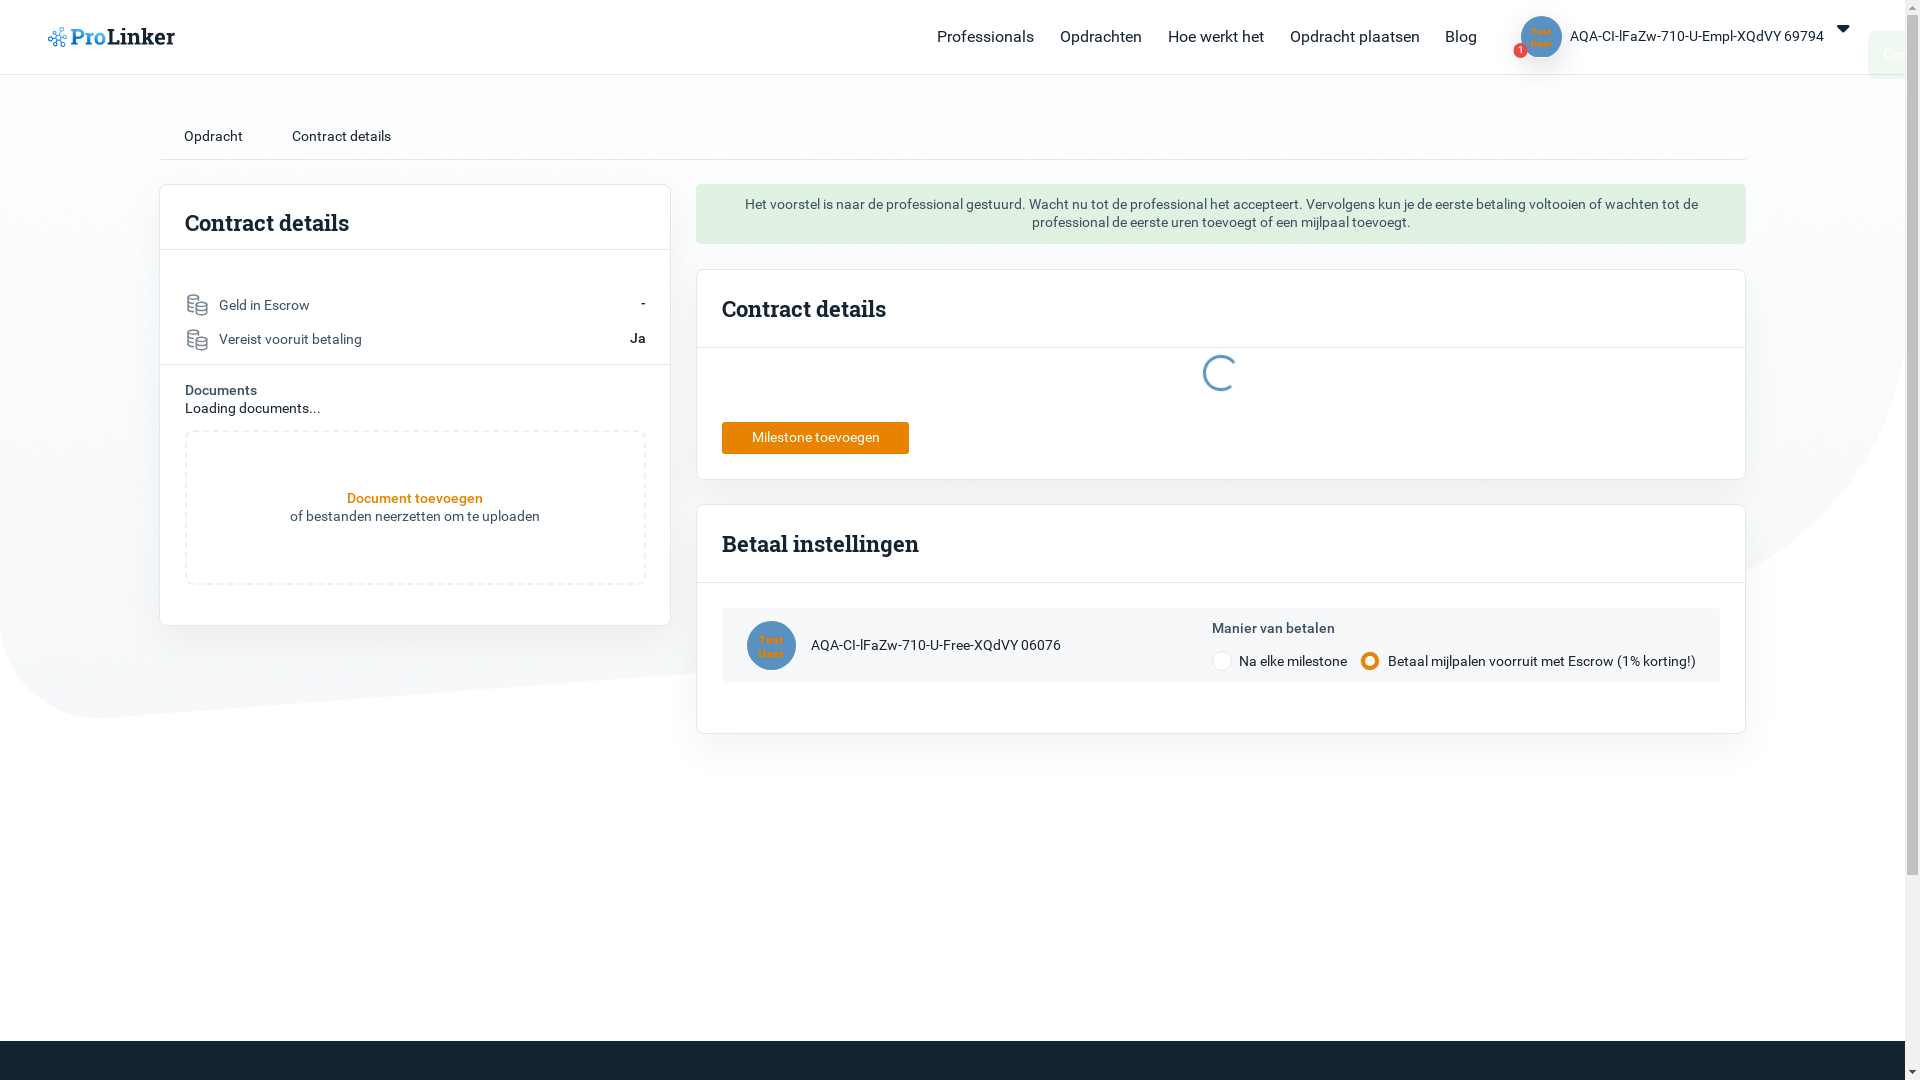 ProLinker
Professionals
Opdrachten
Hoe werkt het
Opdracht plaatsen
Blog
Test
User
1
AQA-CI-lFaZw-710-U-Empl-XQdVY 69794
Opdracht
Contract details
Contract details
Geld in Escrow
-
Vereist vooruit betaling
Ja
Documents
Loading documents...
Document toevoegen
of bestanden neerzetten om te uploaden
Het voorstel is naar de professional gestuurd. Wacht nu tot de professional het accepteert. Vervolgens kun je de eerste betaling voltooien of wachten tot de
professional de eerste uren toevoegt of een mijlpaal toevoegt.
Contract details
Milestone toevoegen
Betaal instellingen
Test
User
AQA-CI-lFaZw-710-U-Free-XQdVY 06076
Manier van betalen
Na elke milestone
Betaal mijlpalen voorruit met Escrow (1% korting!)